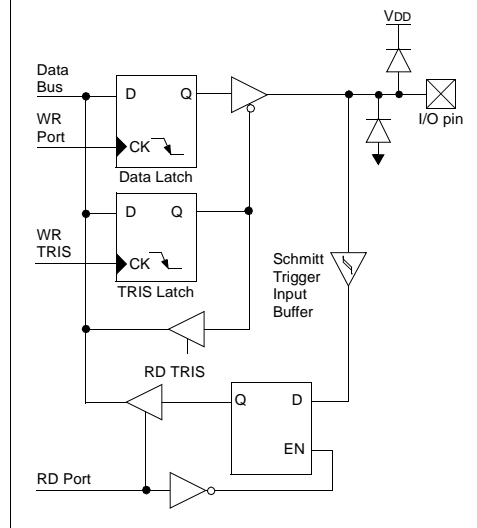 VDD
Data
Bus
D
Q
I/O pin
WR
Port
CK
Data Latch
D
Q
WR
TRIS
CK
TRIS Latch
Schmitt
Trigger
Input
Buffer
RD TRIS
Q
D
EN
RD Port